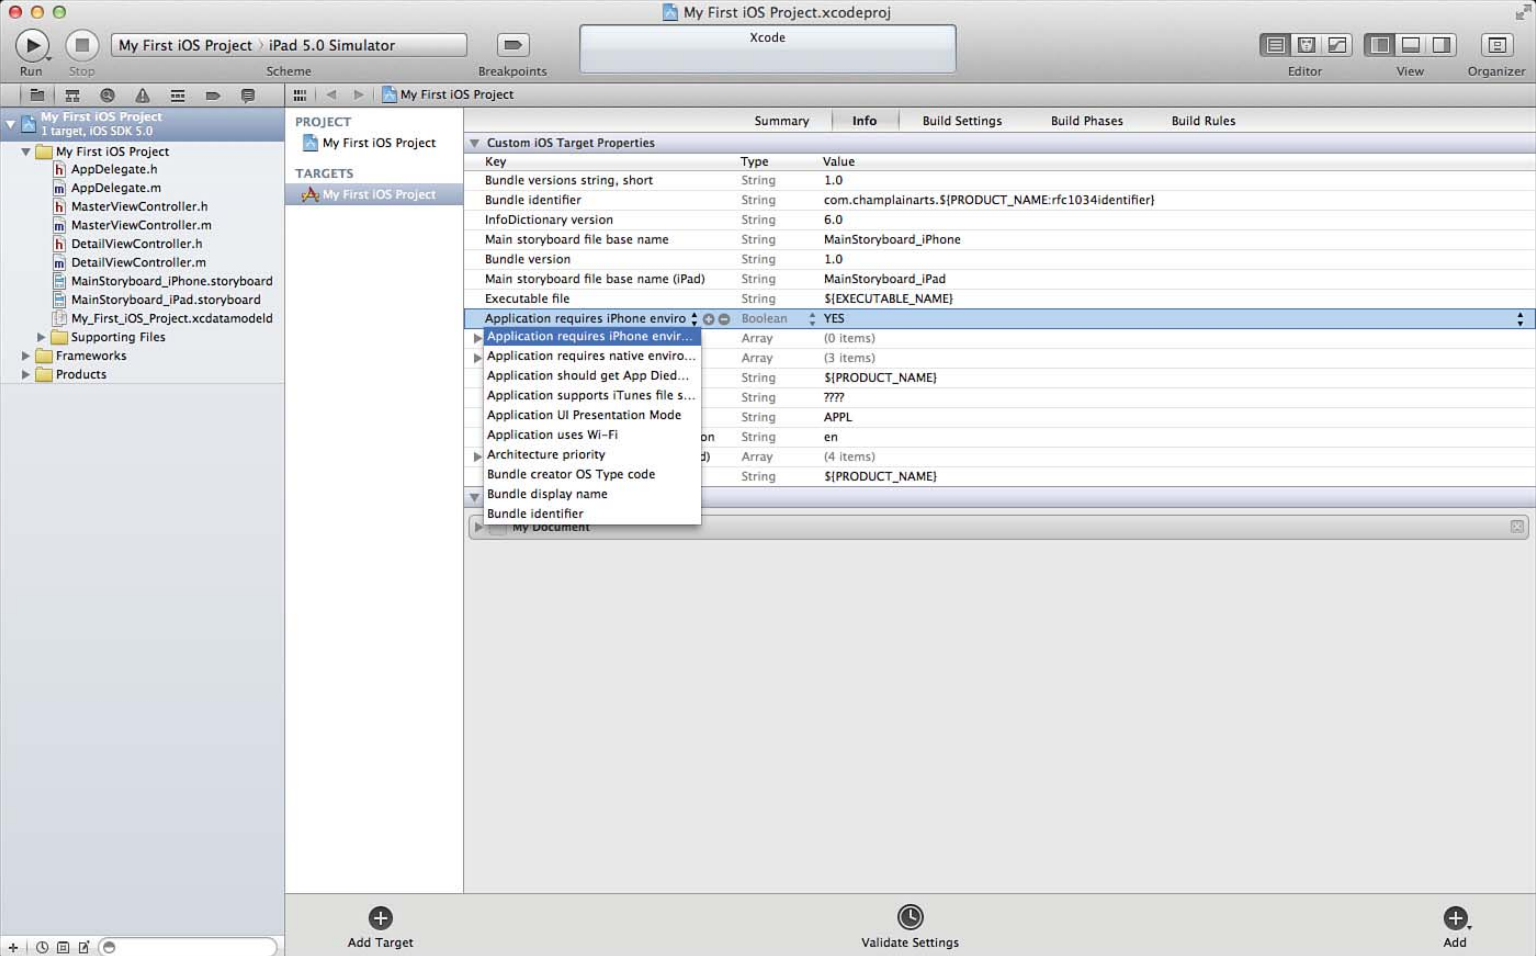 My First iOS Project.xcodeproj
My First iOS Project 〉 iPad 5.0 Simulator
Xcode
Run
Stop
Scheme
Breakpoints
Editor
View
Organizer
My First iOS Project
My First iOS Project
1 target, iOS SDK 5.0
My First iOS Project
AppDelegate.h
AppDelegate.m
MasterViewController.h
MasterViewController.m
DetailViewController.h
DetailViewController.m
MainStoryboard_iPhone.storyboard
MainStoryboard_iPad.storyboard
My_First_iOS_Project.xcdatamodeld
Supporting Files
Frameworks
Products
PROJECT
My First iOS Project
TARGETS
My First iOS Project
Summary Info Build Settings Build Phases Build Rules
Custom iOS Target Properties
Key Type Value
Bundle versions string, short String 1.0
Bundle identifier String com.champlainarts.${PRODUCT_NAME:rfc1034identifier}
InfoDictionary version String 6.0
Main storyboard file base name String MainStoryboard_iPhone
Bundle version String 1.0
Main storyboard file base name (iPad) String MainStoryboard_iPad
Executable file String ${EXECUTABLE_NAME}
Application requires iPhone enviro Boolean YES
Application requires iPhone envir... Array (0 items)
Application requires native enviro... Array (3 items)
Application should get App Died... String ${PRODUCT_NAME}
Application supports iTunes file s... String ????
Application UI Presentation Mode String APPL
Application uses Wi-Fi on String en
Architecture priority d) Array (4 items)
Bundle creator OS Type code String ${PRODUCT_NAME}
Bundle display name
Bundle identifier
My Document
Add Target
Validate Settings
Add